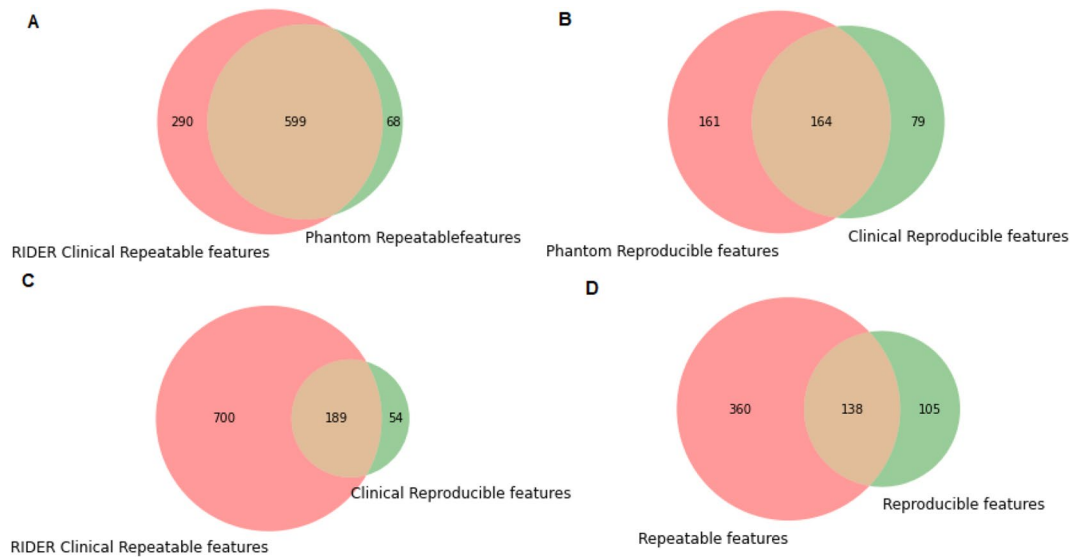 A
290
599
68
Phantom Repeatablefeatures
RIDER Clinical Repeatable features
B
161
164
79
Clinical Reproducible features
Phantom Reproducible features
C
700
189
54
Clinical Reproducible features
RIDER Clinical Repeatable features
D
360
138
105
Reproducible features
Repeatable features